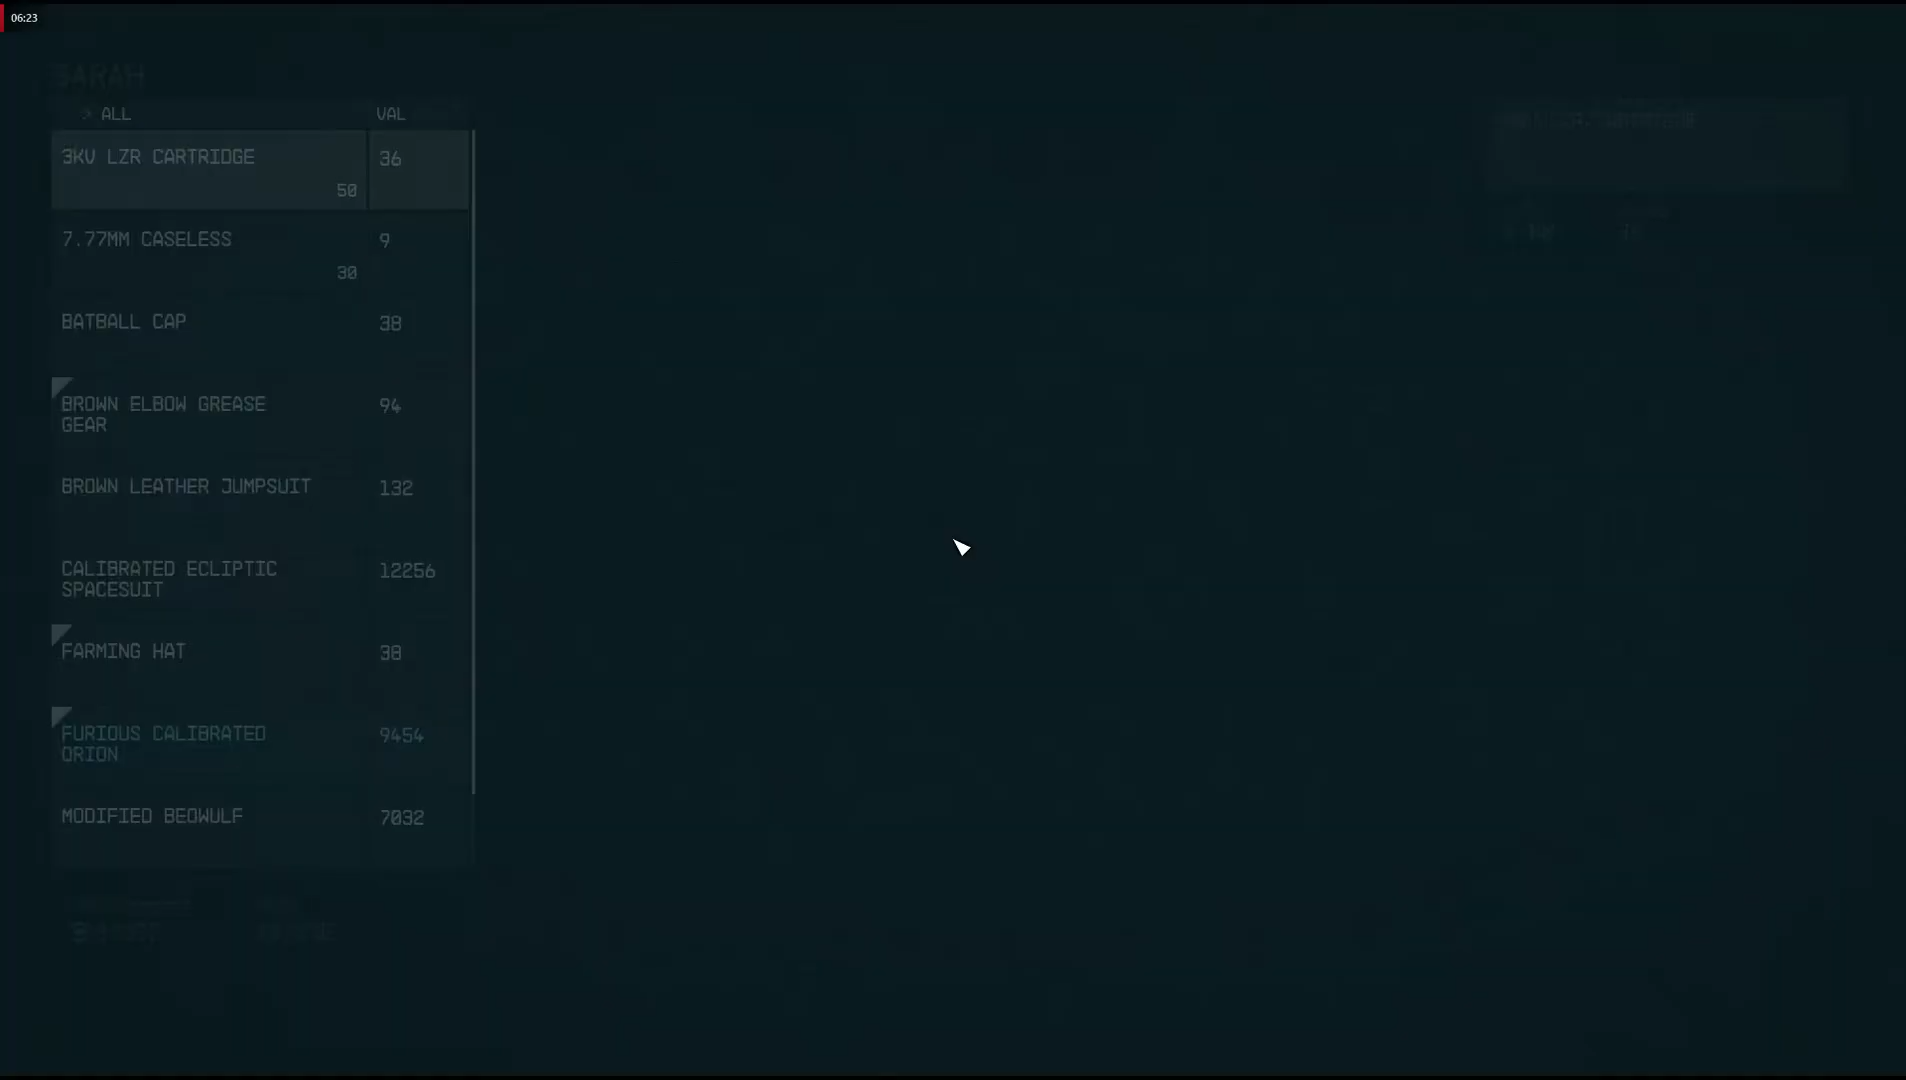 06:23
SARAH
> ALL VAL
3KV LZR CARTRIDGE 36
50
7.77MM CASELESS 9
30
BATBALL CAP 38
BROWN ELBOW GREASE 94
GEAR
BROWN LEATHER JUMPSUIT 132
CALIBRATED ECLIPTIC 12256
SPACESUIT
FARMING HAT 38
FURIOUS CALIBRATED 9454
ORION
MODIFIED BEOWULF 7032